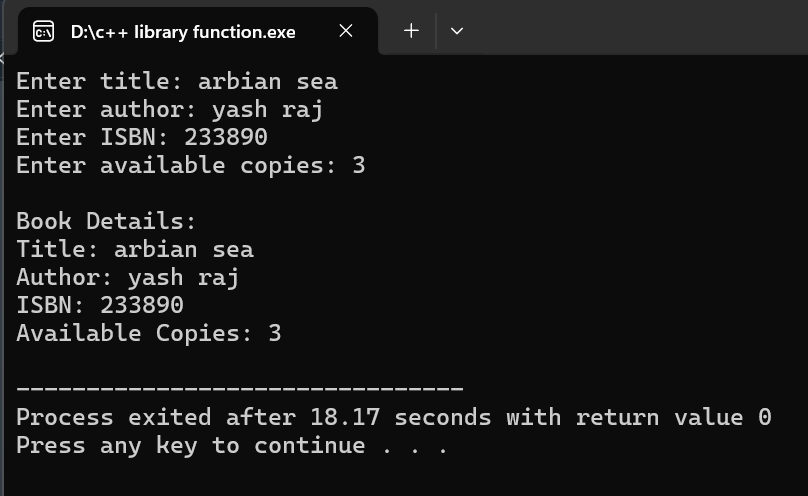 D:\c++ library function.exe
Enter title: arbian sea
Enter author: yash raj
Enter ISBN: 233890
Enter available copies: 3
Book Details:
Title: arbian sea
Author: yash raj
ISBN: 233890
Available Copies: 3
--------------------------------
Process exited after 18.17 seconds with return value 0
Press any key to continue . . .